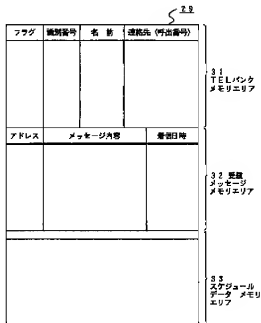 29
フラグ 識別番号 名 前 連絡先 (呼出番号)
31
TELバンク
メモリエリア
アドレス メッセージ内容 着信日時
32 受信
メッセージ
メモリエリア
33
スケジュール
データ メモリ
エリア